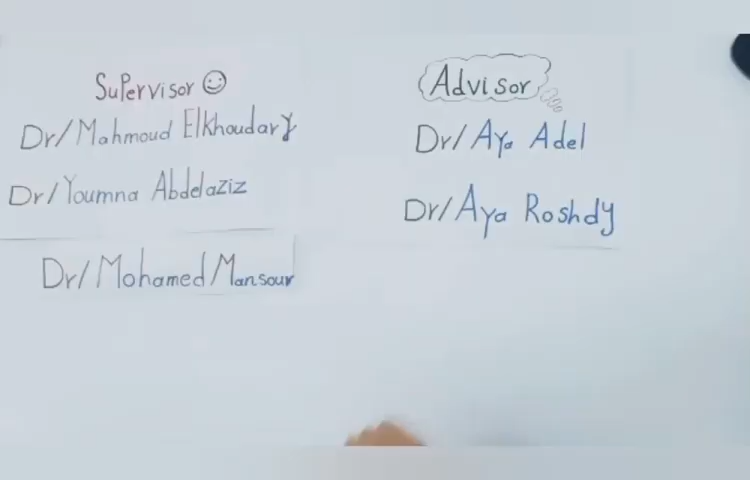 Supervisor
Dr/Mahmoud Elkhoudary
Dr/Youmna Abdelaziz
Dr/Mohamed Mansour
Advisor
Dr/Aya Adel
Dr/Aya Roshdy